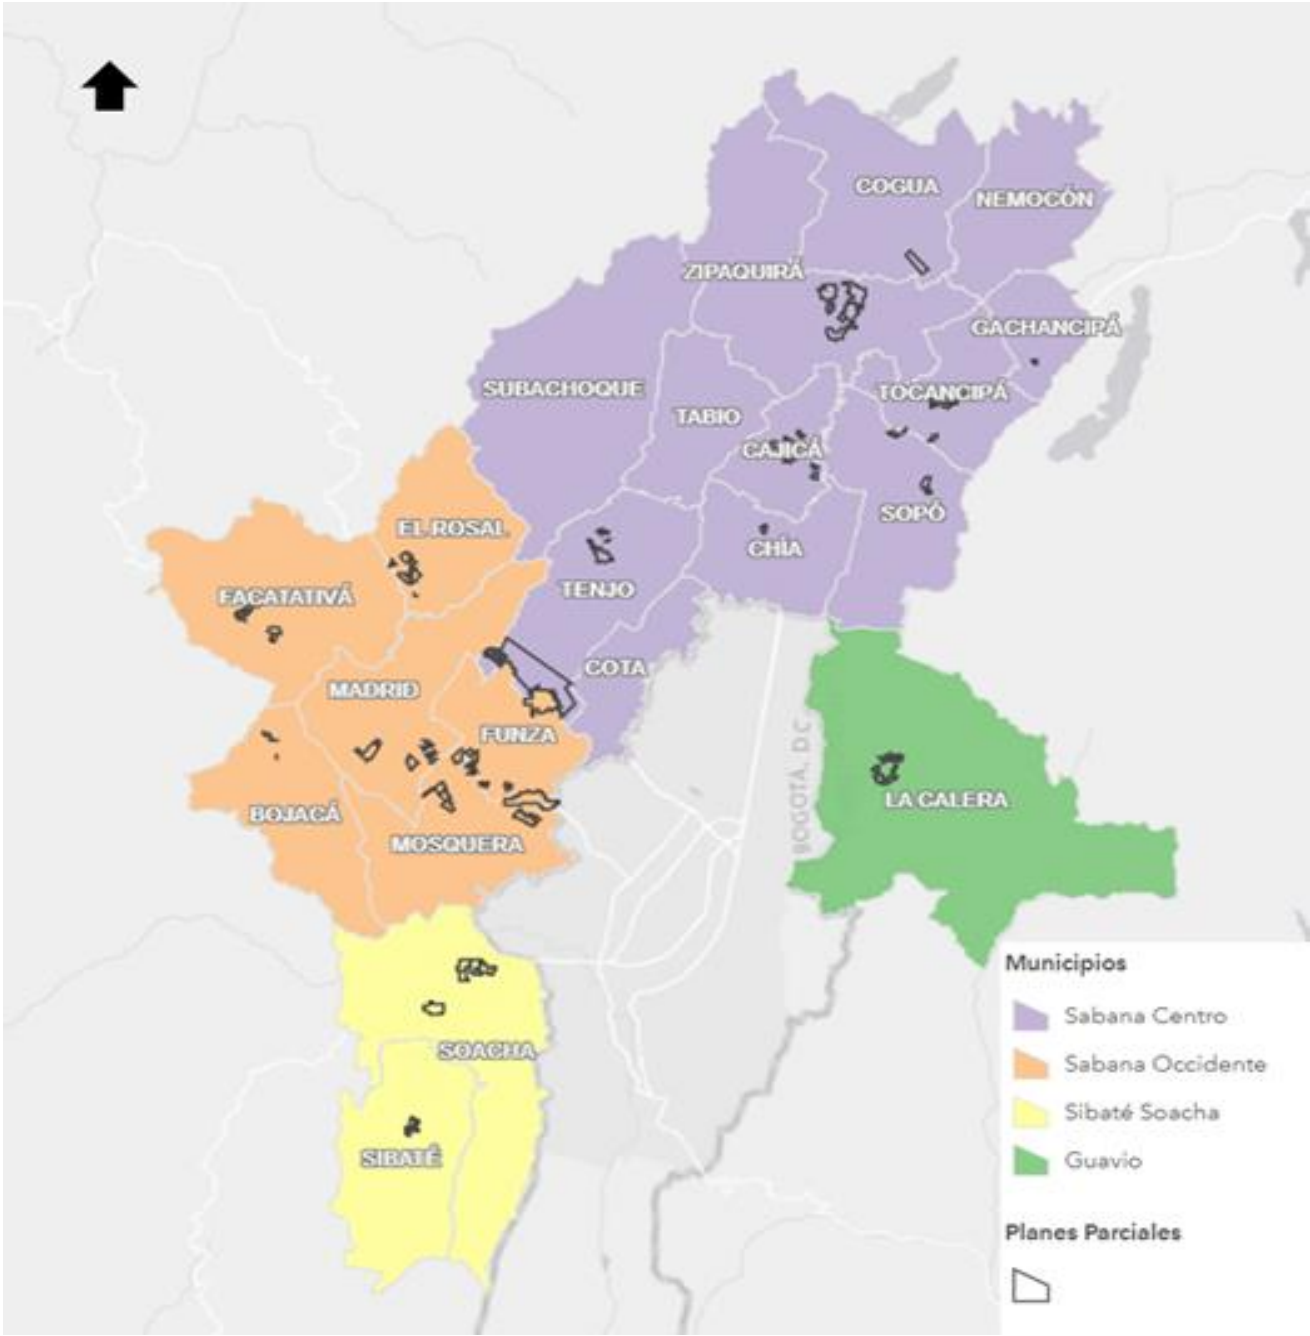 COGUA
NEMOCÓN
ZIPAQUIRÁ
GACHANCIPÁ
SUBACHOQUE
TOCANCIPÁ
TABIO
CAJICÁ
SOPÓ
EL ROSAL
CHÍA
FACATATIVÁ
TENJO
COTA
MADRID
FUNZA
BOGOTÁ, D.C
LA CALERA
BOJACÁ
MOSQUERA
SOACHA
SIBATÉ
Municipios
Sabana Centro
Sabana Occidente
Sibaté Soacha
Guavio
Planes Parciales